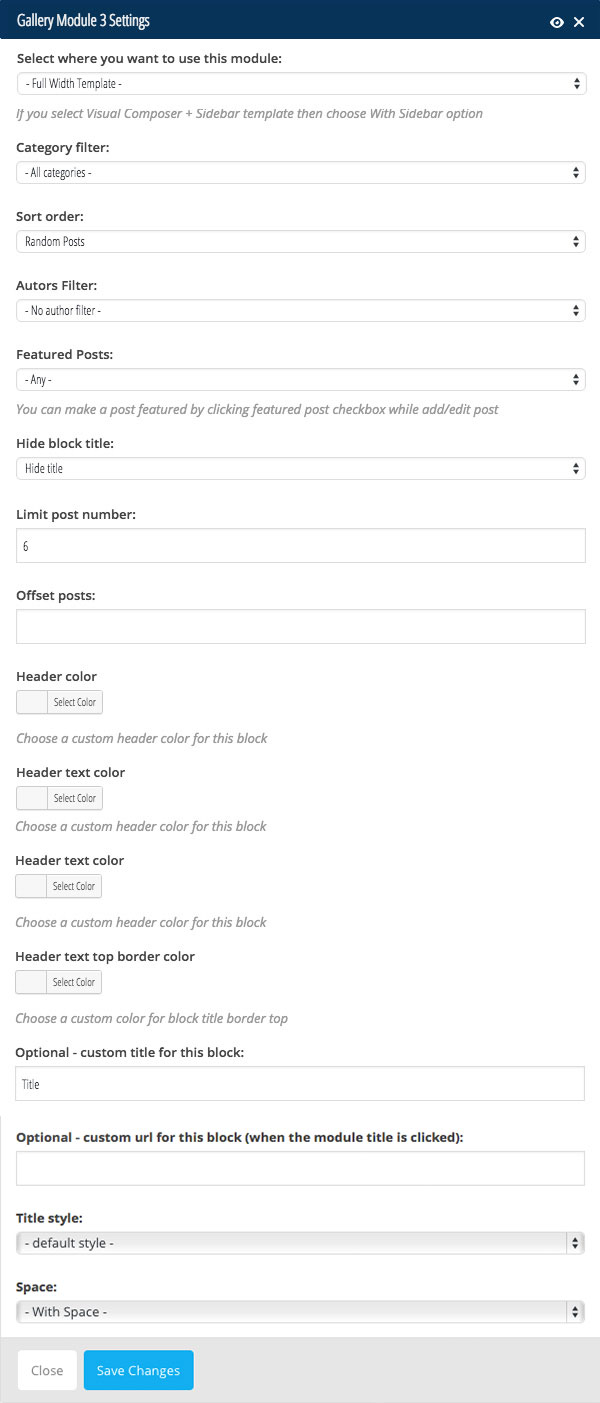 Gallery Module 3 Settings
Select where you want to use this module:
- Full Width Template -
If you select Visual Composer + Sidebar template then choose With Sidebar option
Category filter:
- All categories -
Sort order:
Random Posts
Autors Filter:
- No author filter -
Featured Posts:
- Any -
You can make a post featured by clicking featured post checkbox while add/edit post
Hide block title:
Hide title
Limit post number:
6
Offset posts:
Header color
Select Color
Choose a custom header color for this block
Header text color
Select Color
Choose a custom header color for this block
Header text color
Select Color
Choose a custom header color for this block
Header text top border color
Select Color
Choose a custom color for block title border top
Optional - custom title for this block:
Title
Optional - custom url for this block (when the module title is clicked):
Title style:
- default style -
Space:
- With Space -
Close Save Changes